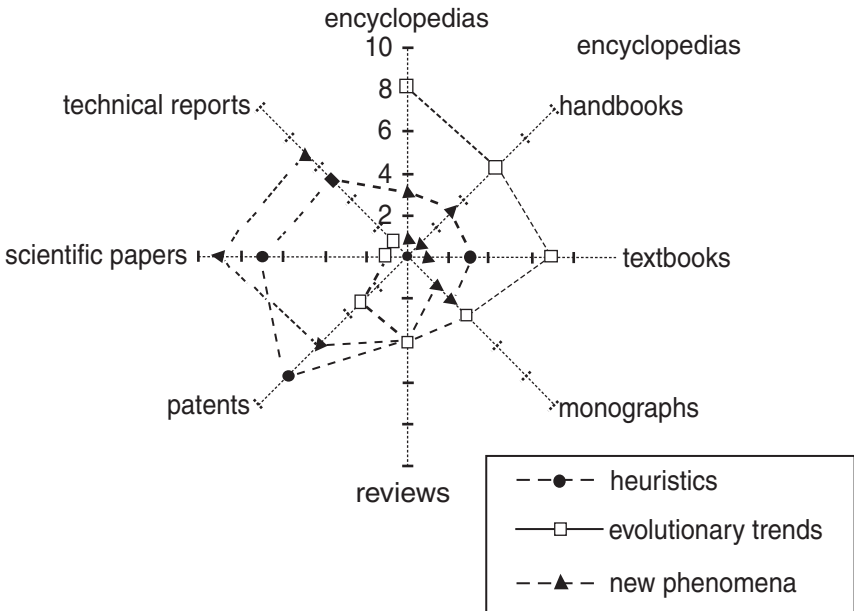 encyclopedias
10
encyclopedias
8
technical reports
handbooks
6
4
2
scientific papers
textbooks
patents
monographs
reviews
heuristics
evolutionary trends
new phenomena